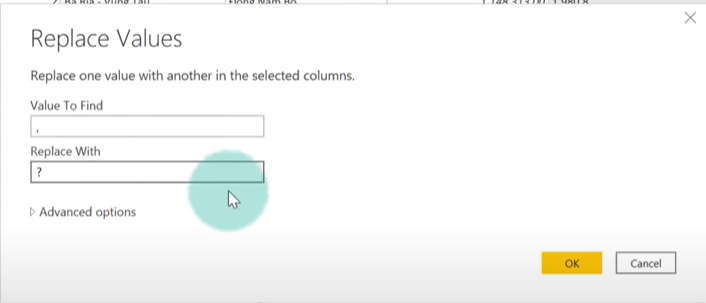 Replace Values
Replace one value with another in the selected columns.
Value To Find
,
Replace With
?
Advanced options
OK
Cancel